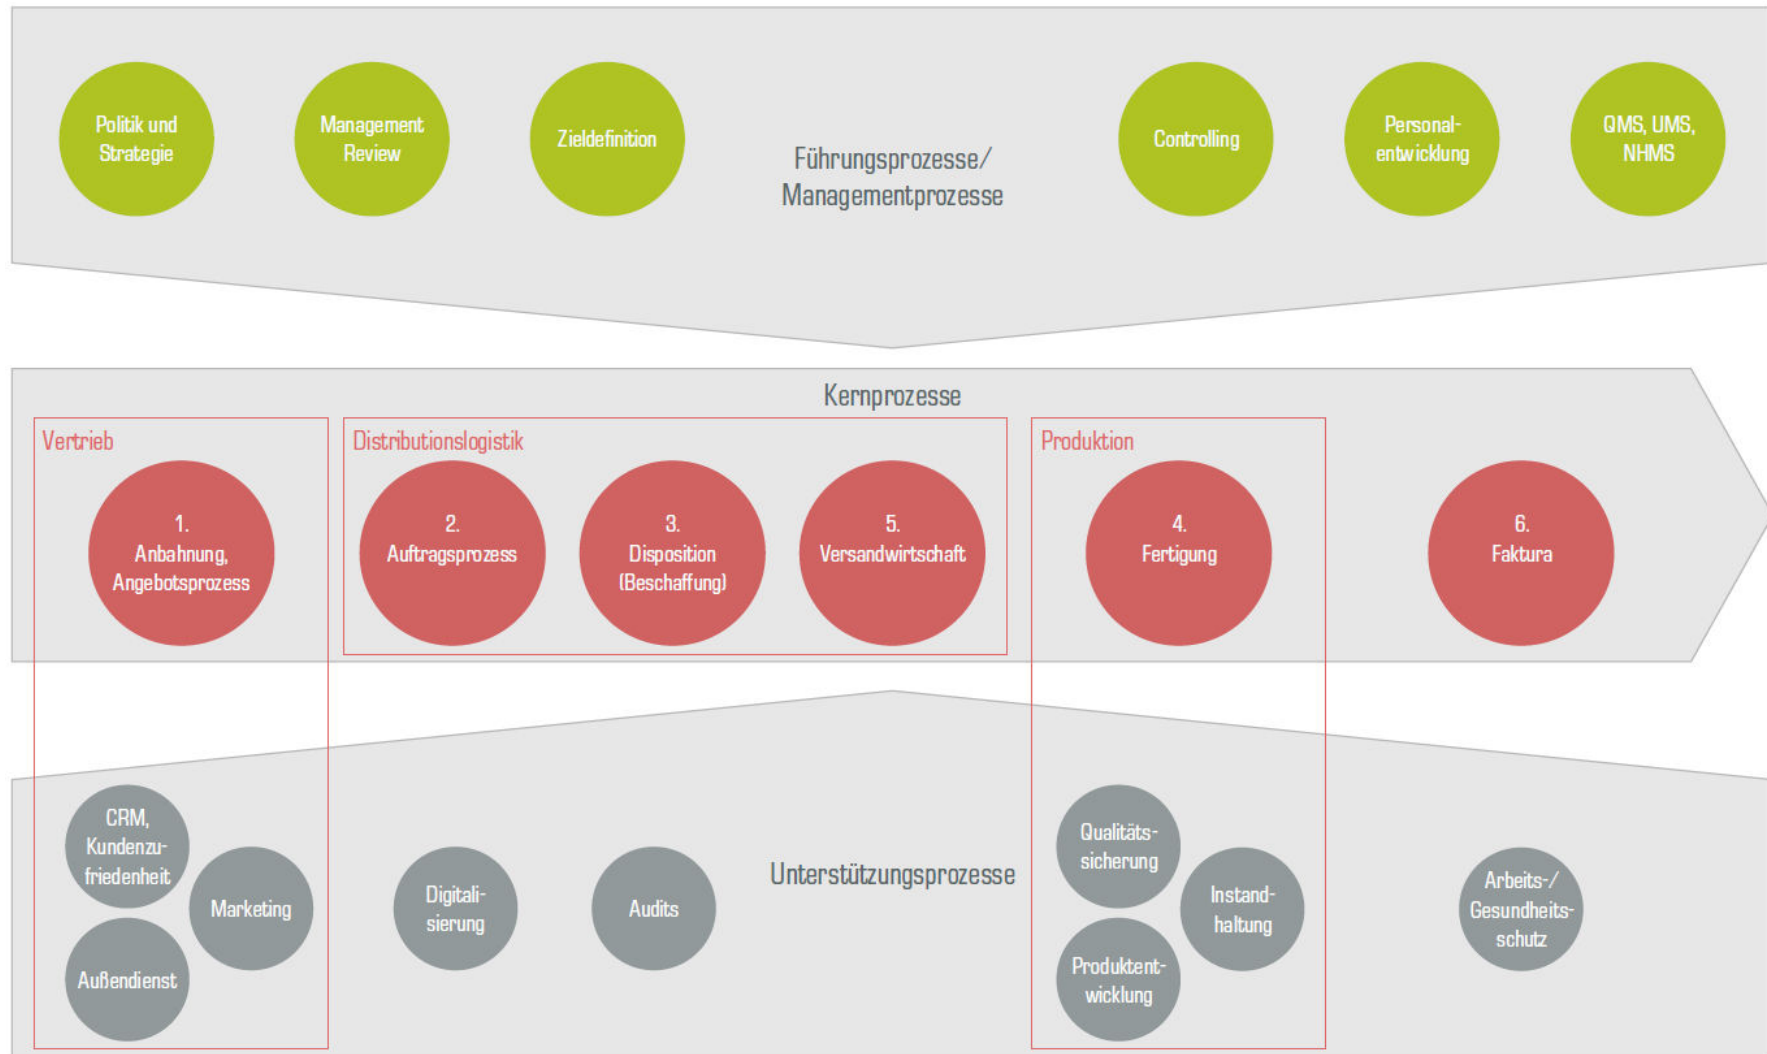 Politik und
Strategie
Management
Review
Zieldefinition
Führungsprozesse/
Managementprozesse
Controlling
Personal-
entwicklung
QMS, UMS,
NHMS
Kernprozesse
Vertrieb
1.
Anbahnung,
Angebotsprozess
Distributionslogistik
2.
Auftragsprozess
3.
Disposition
(Beschaffung)
5.
Versandwirtschaft
Produktion
4.
Fertigung
6.
Faktura
CRM,
Kundenzu-
friedenheit
Marketing
Außendienst
Digitali-
sierung
Audits
Unterstützungsprozesse
Qualitäts-
sicherung
Instand-
haltung
Produktent-
wicklung
Arbeits-/
Gesundheits-
schutz